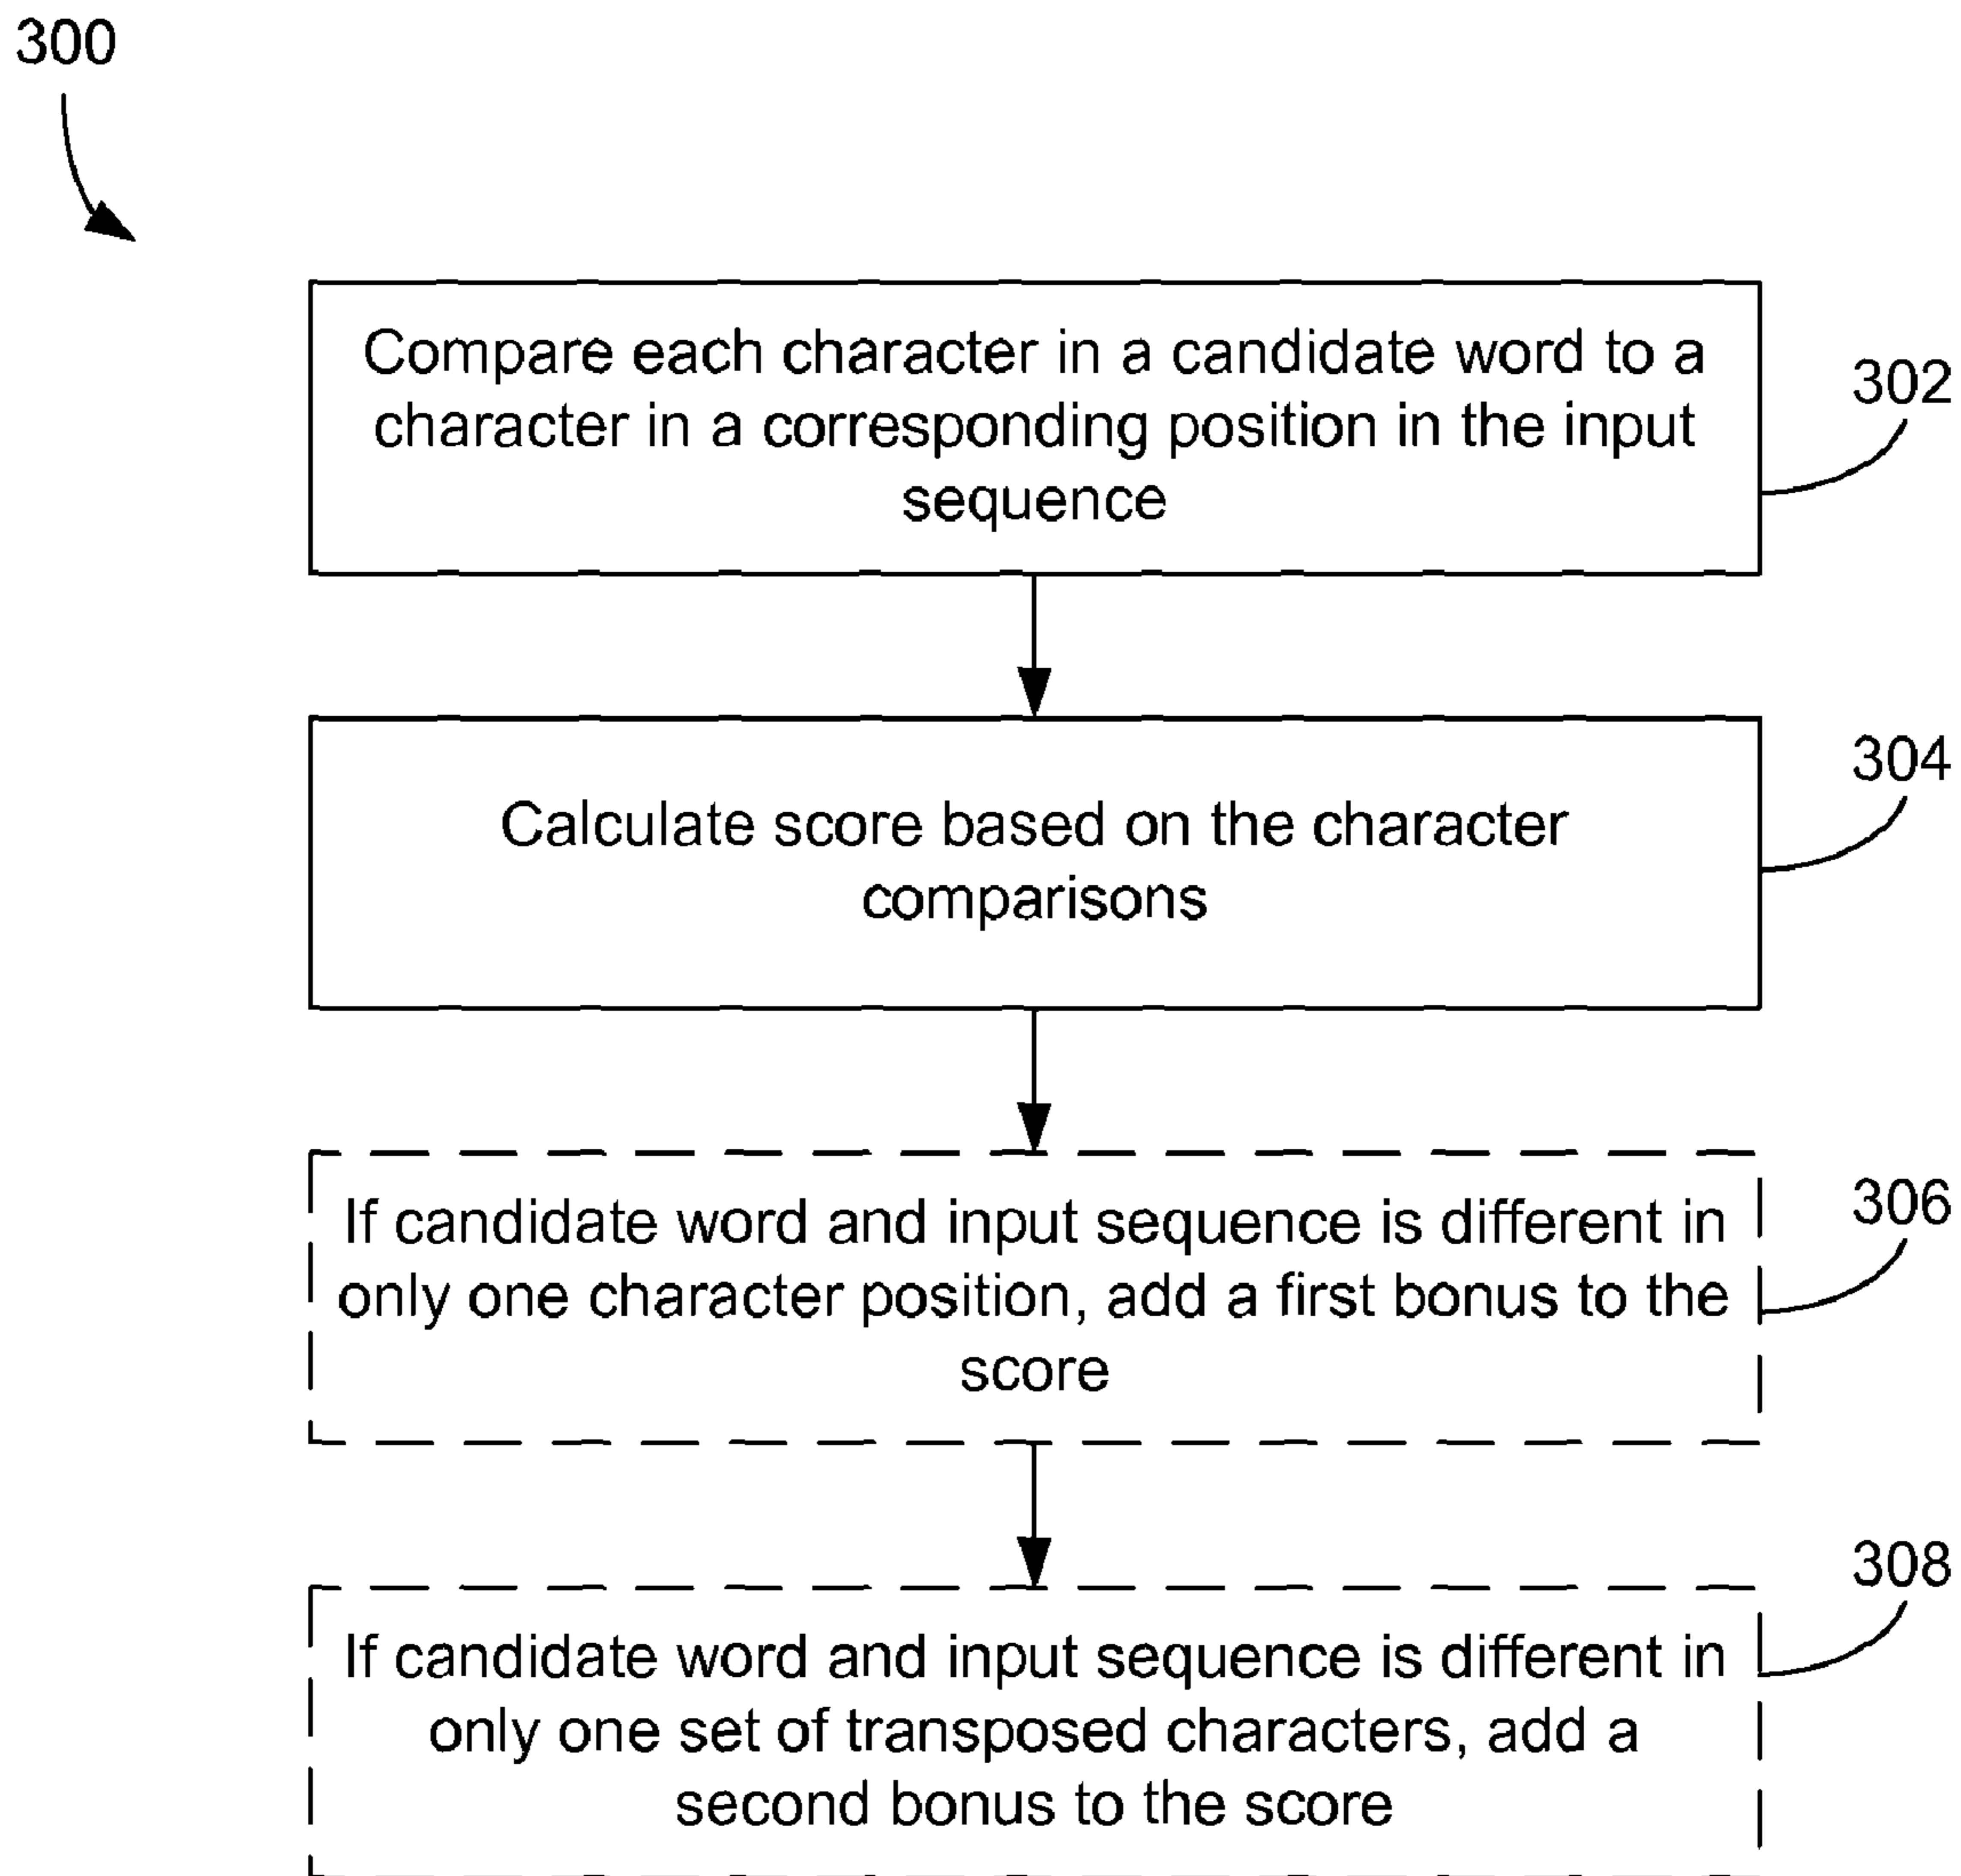 300
Compare each character in a candidate word to a
character in a corresponding position in the input
sequence
302
Calculate score based on the character
comparisons
304
If candidate word and input sequence is different in
only one character position, add a first bonus to the
score
306
If candidate word and input sequence is different in
only one set of transposed characters, add a
second bonus to the score
308